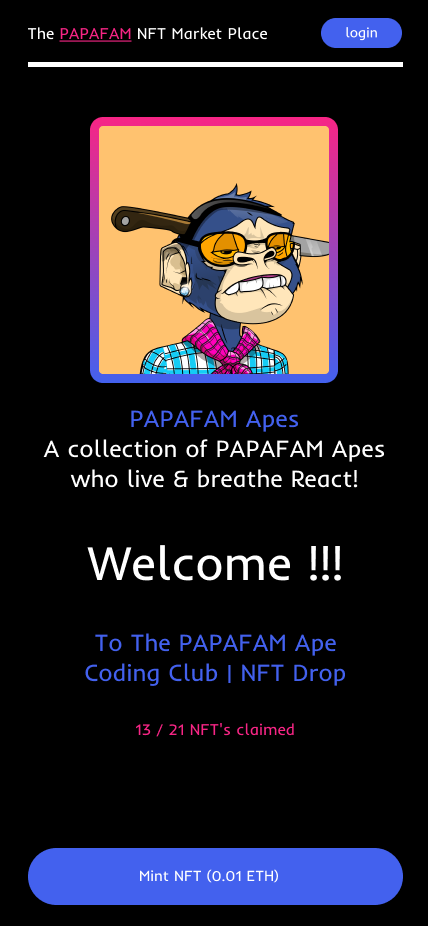 The PAPAFAM NFT Market Place
login
PAPAFAM Apes
A collection of PAPAFAM Apes
who live & breathe React!
Welcome !!!
To The PAPAFAM Ape
Coding Club | NFT Drop
13 / 21 NFT's claimed
Mint NFT (0.01 ETH)